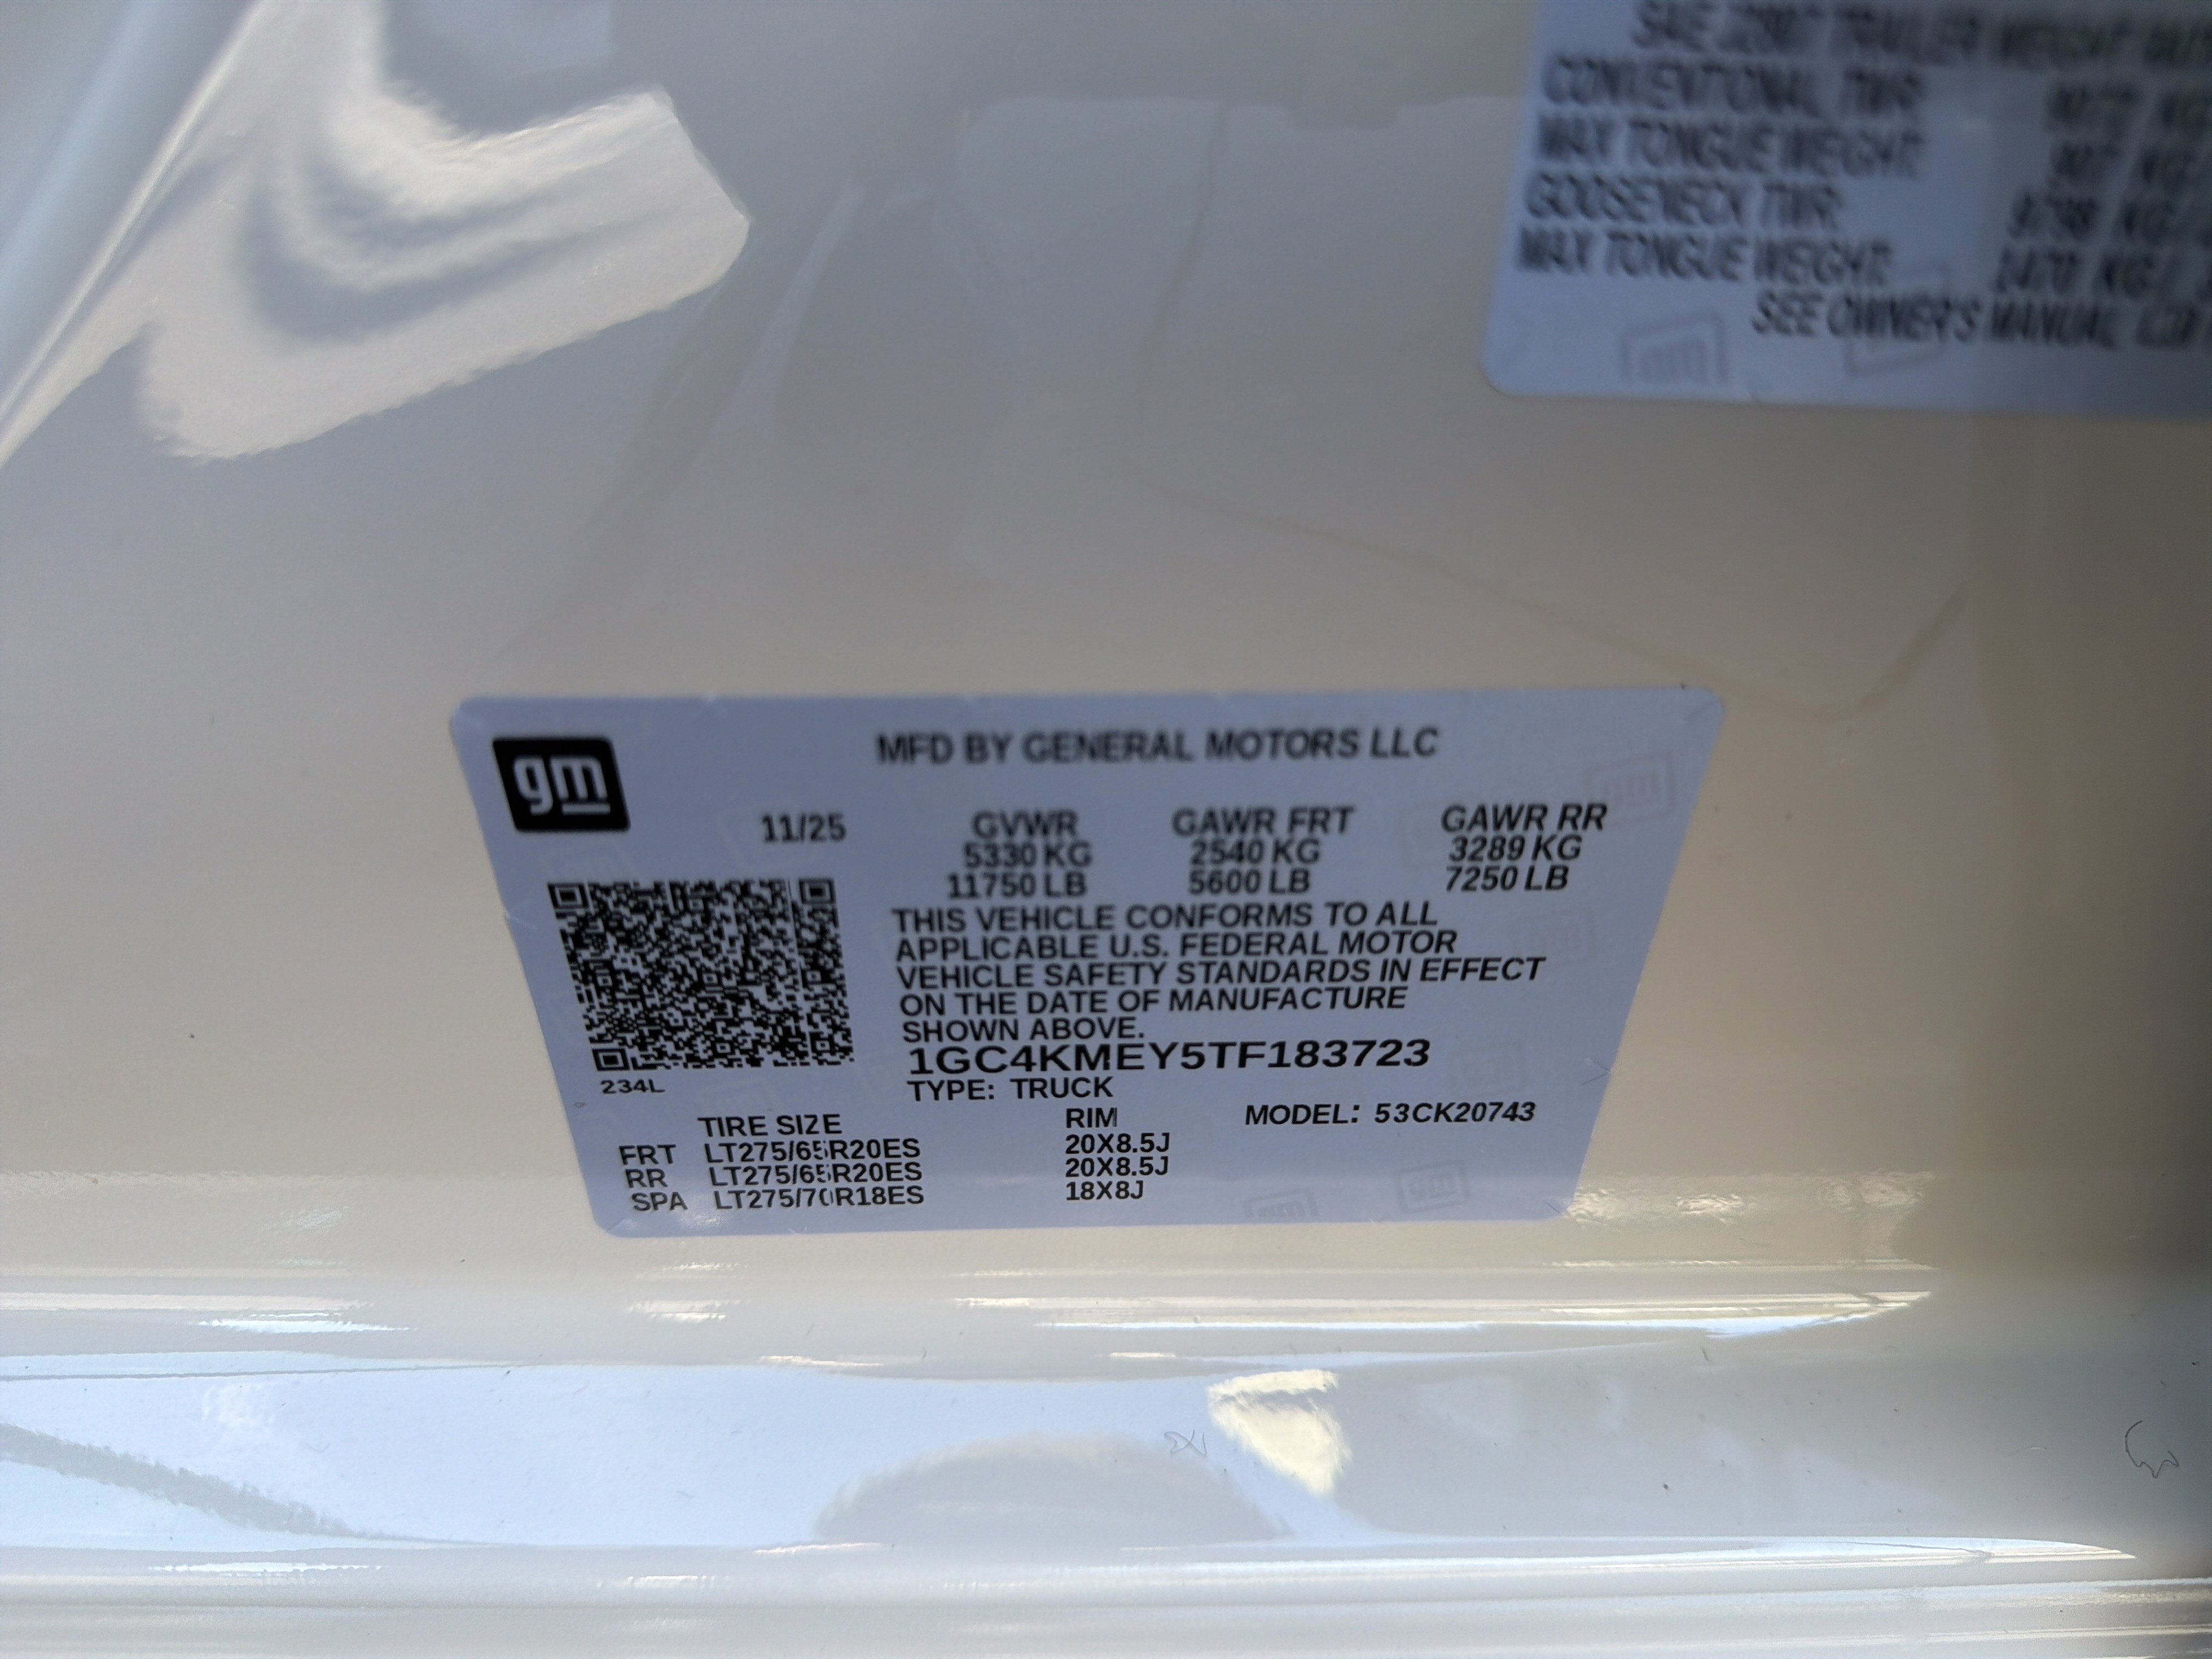 SAE J2807 TRAILER WEIGHT
CONVENTIONAL TWR:
MAX TONGUE WEIGHT:
GOOSENECK TWR: KG/
MAX TONGUE WEIGHT: 1470 KG/
SEE OWNER'S MANUAL
gm
MFD BY GENERAL MOTORS LLC
11/25 GVWR GAWR FRT GAWR RR
5330 KG 2540 KG 3289 KG
11750 LB 5600 LB 7250 LB
THIS VEHICLE CONFORMS TO ALL
APPLICABLE U.S. FEDERAL MOTOR
VEHICLE SAFETY STANDARDS IN EFFECT
ON THE DATE OF MANUFACTURE
SHOWN ABOVE.
1GC4KMEY5TF183723
234L
TYPE: TRUCK
TIRE SIZE RIM MODEL: 53CK20743
FRT LT275/65R20ES 20X8.5J
RR LT275/65R20ES 20X8.5J
SPA LT275/70R18ES 18X8J